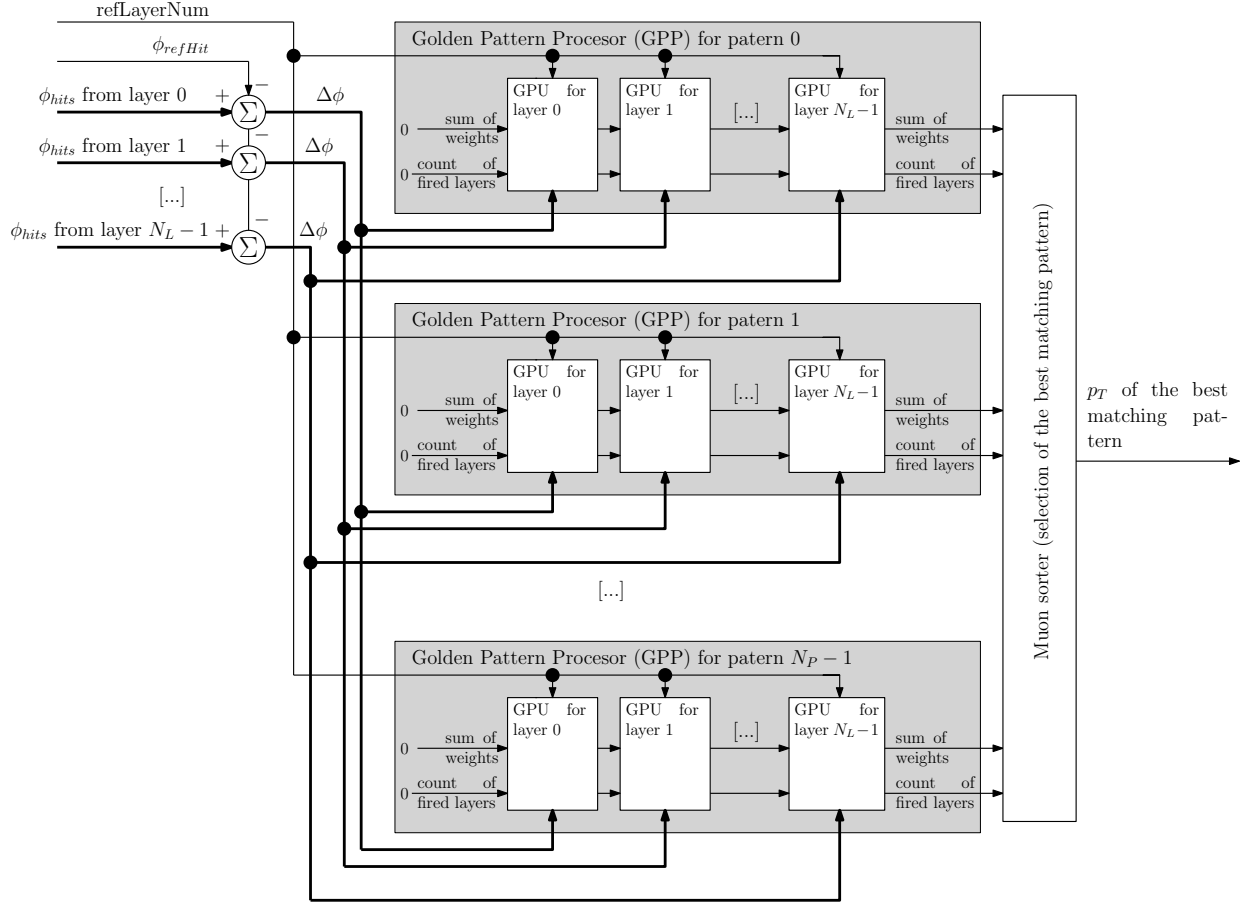 refLayerNum
ϕ_refHit
ϕ_hits from layer 0 + − Δϕ
ϕ_hits from layer 1 + − Δϕ
[...]
ϕ_hits from layer N_L − 1 + − Δϕ
Σ
Σ
Σ
Golden Pattern Procesor (GPP) for patern 0
GPU for
layer 0
GPU for
layer 1
[...]
GPU for
layer N_L−1
0 sum of
weights
0 count of
fired layers
sum of
weights
count of
fired layers
Golden Pattern Procesor (GPP) for patern 1
GPU for
layer 0
GPU for
layer 1
[...]
GPU for
layer N_L−1
0 sum of
weights
0 count of
fired layers
sum of
weights
count of
fired layers
[...]
Golden Pattern Procesor (GPP) for patern N_P − 1
GPU for
layer 0
GPU for
layer 1
[...]
GPU for
layer N_L−1
0 sum of
weights
0 count of
fired layers
sum of
weights
count of
fired layers
Muon sorter (selection of the best matching pattern)
p_T of the best
matching pat-
tern